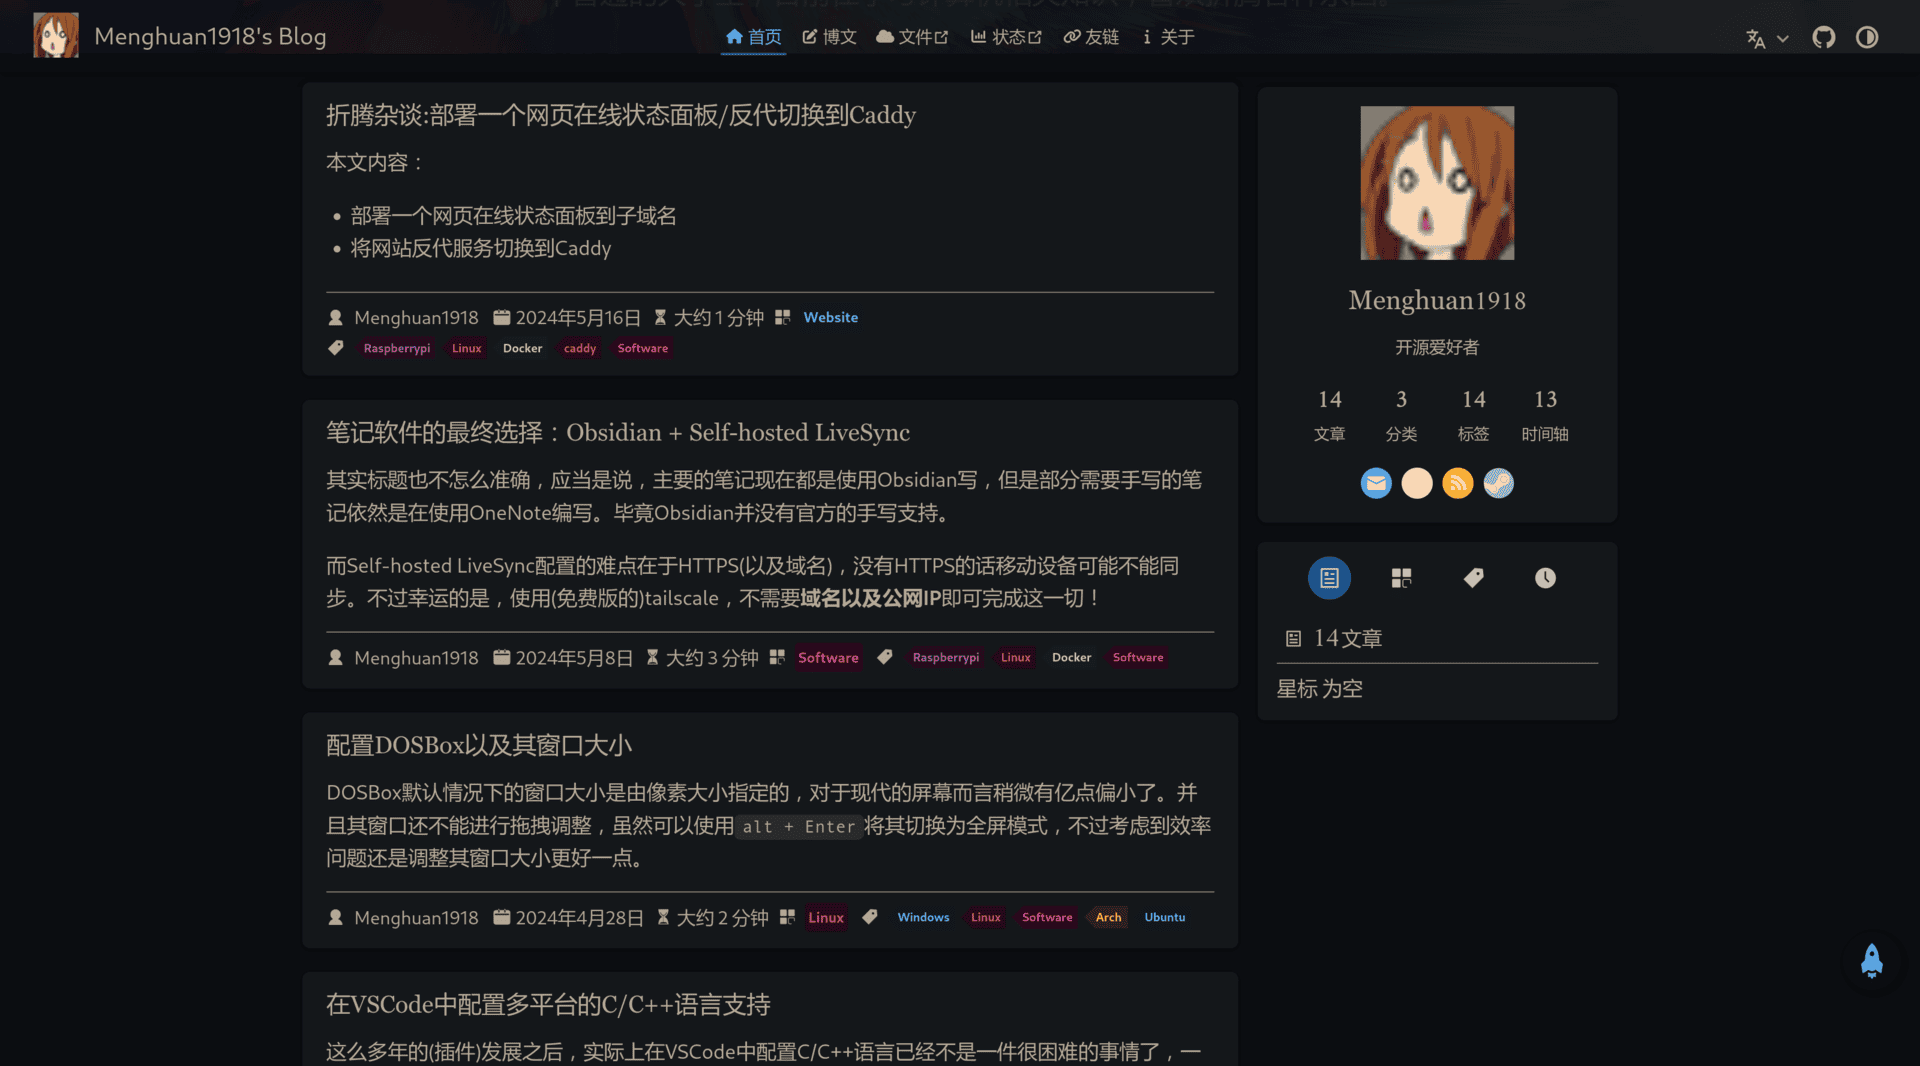 Menghuan1918's Blog
首页 博文 文件 状态 友链 关于
折腾杂谈:部署一个网页在线状态面板/反代切换到Caddy
本文内容：
• 部署一个网页在线状态面板到子域名
• 将网站反代服务切换到Caddy
Menghuan1918 2024年5月16日 大约 1 分钟 Website
Raspberrypi Linux Docker caddy Software
笔记软件的最终选择：Obsidian + Self-hosted LiveSync
其实标题也不怎么准确，应当是说，主要的笔记现在都是使用Obsidian写，但是部分需要手写的笔
记依然是在使用OneNote编写。毕竟Obsidian并没有官方的手写支持。
而Self-hosted LiveSync配置的难点在于HTTPS(以及域名)，没有HTTPS的话移动设备可能不能同
步。不过幸运的是，使用(免费版的)tailscale，不需要域名以及公网IP即可完成这一切！
Menghuan1918 2024年5月8日 大约 3 分钟 Software Raspberrypi Linux Docker Software
配置DOSBox以及其窗口大小
DOSBox默认情况下的窗口大小是由像素大小指定的，对于现代的屏幕而言稍微有亿点偏小了。并
且其窗口还不能进行拖拽调整，虽然可以使用 alt + Enter 将其切换为全屏模式，不过考虑到效率
问题还是调整其窗口大小更好一点。
Menghuan1918 2024年4月28日 大约 2 分钟 Linux Windows Linux Software Arch Ubuntu
在VSCode中配置多平台的C/C++语言支持
这么多年的(插件)发展之后，实际上在VSCode中配置C/C++语言已经不是一件很困难的事情了，一
Menghuan1918
开源爱好者
14 3 14 13
文章 分类 标签 时间轴
14 文章
星标 为空